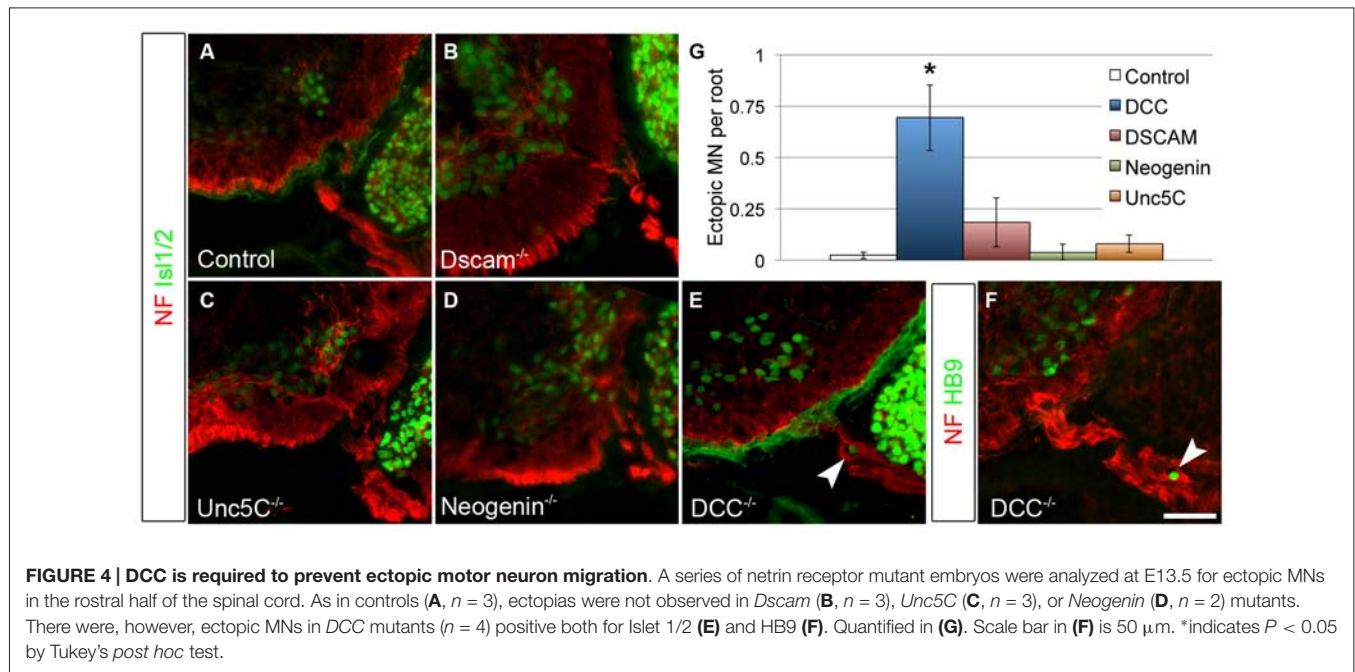 A
B
G
1
0.75
0.5
0.25
0
Ectopic MN per root
*
Control
DCC
DSCAM
Neogenin
Unc5C
NF Isl1/2
Control
Dscam-/-
C
D
E
F
NF HB9
Unc5C-/-
Neogenin-/-
DCC-/-
DCC-/-
FIGURE 4 | DCC is required to prevent ectopic motor neuron migration. A series of netrin receptor mutant embryos were analyzed at E13.5 for ectopic MNs
in the rostral half of the spinal cord. As in controls (A, n = 3), ectopias were not observed in Dscam (B, n = 3), Unc5C (C, n = 3), or Neogenin (D, n = 2) mutants.
There were, however, ectopic MNs in DCC mutants (n = 4) positive both for Islet 1/2 (E) and HB9 (F). Quantified in (G). Scale bar in (F) is 50 μm. *indicates P < 0.05
by Tukey's post hoc test.